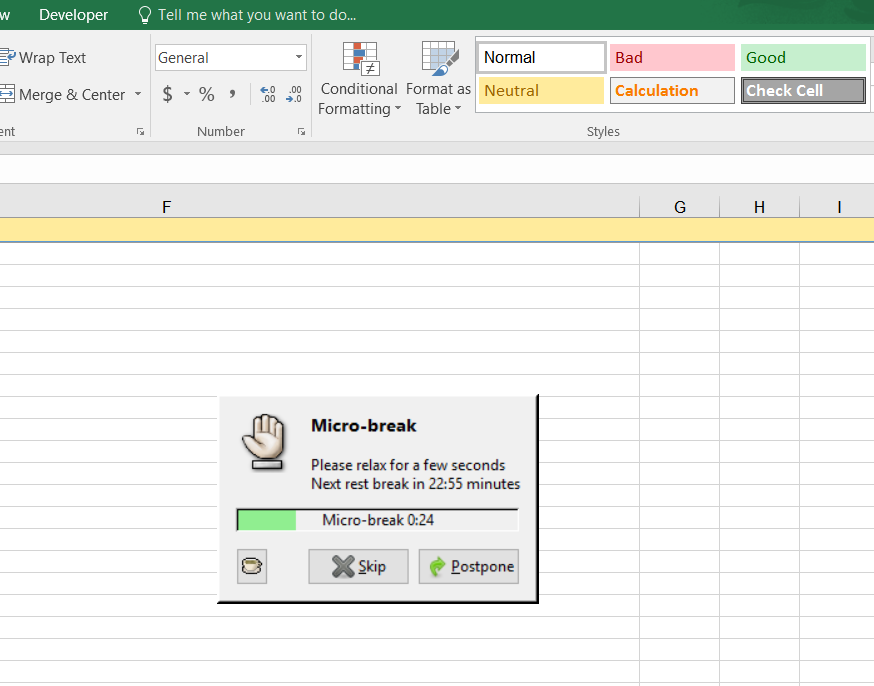 w Developer Tell me what you want to do...
Wrap Text
General
Merge & Center
$ % , .0 .00 .00 .0
ent
Number
Conditional Formatting
Format as Table
Normal Bad Good
Neutral Calculation Check Cell
Styles
F G H I
Micro-break
Please relax for a few seconds
Next rest break in 22:55 minutes
Micro-break 0:24
Skip Postpone